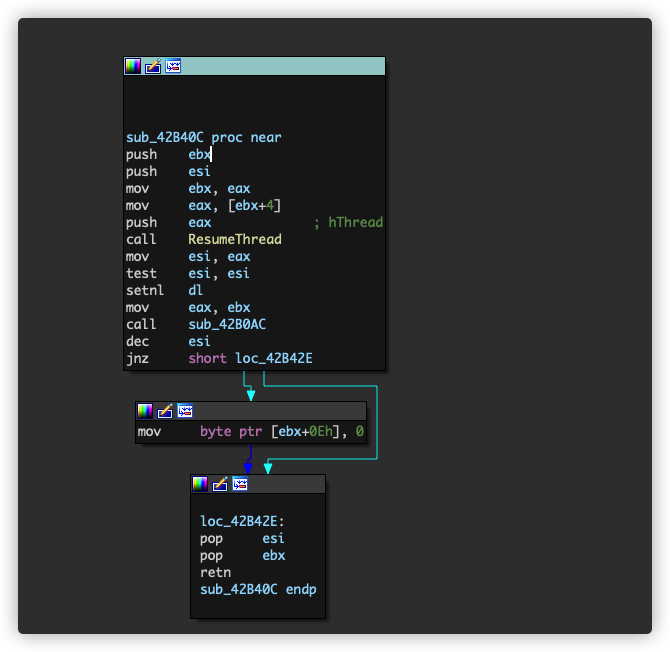 sub_42B40C proc near
push ebx
push esi
mov ebx, eax
mov eax, [ebx+4]
push eax ; hThread
call ResumeThread
mov esi, eax
test esi, esi
setnl dl
mov eax, ebx
call sub_42B0AC
dec esi
jnz short loc_42B42E
mov byte ptr [ebx+0Eh], 0
loc_42B42E:
pop esi
pop ebx
retn
sub_42B40C endp